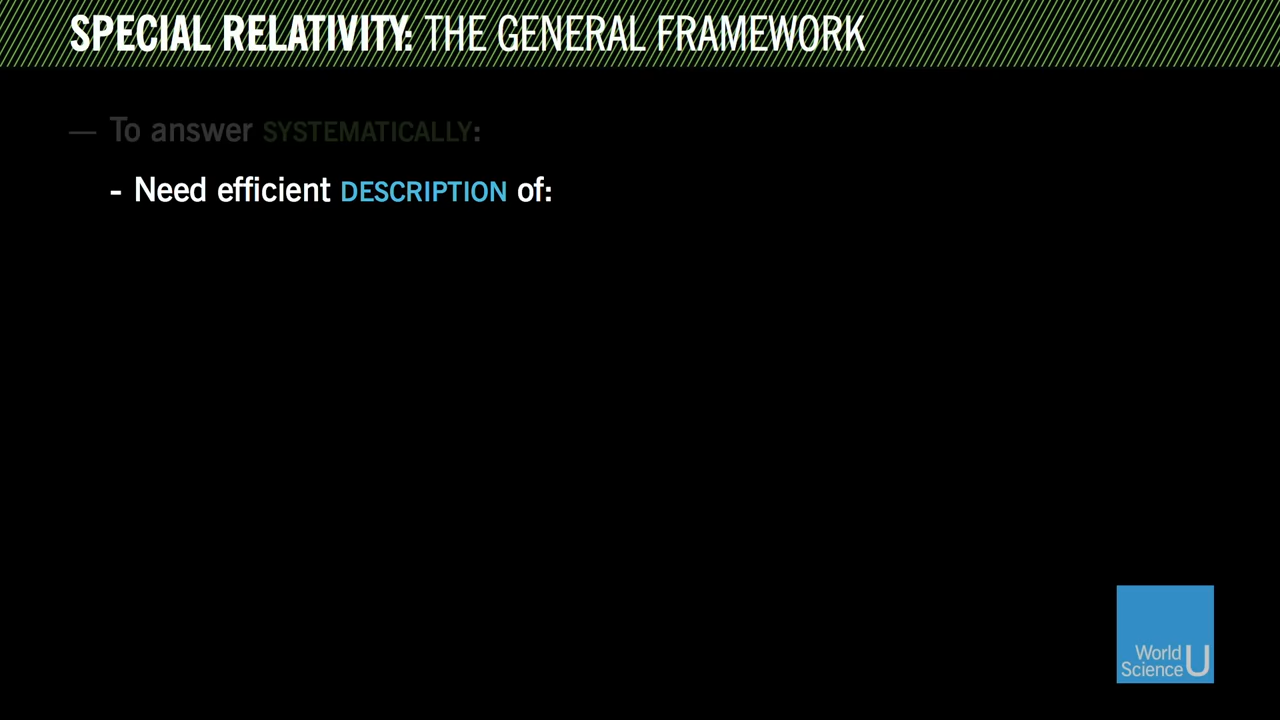 SPECIAL RELATIVITY: THE GENERAL FRAMEWORK
— To answer SYSTEMATICALLY:
- Need efficient DESCRIPTION of:
World
Science U